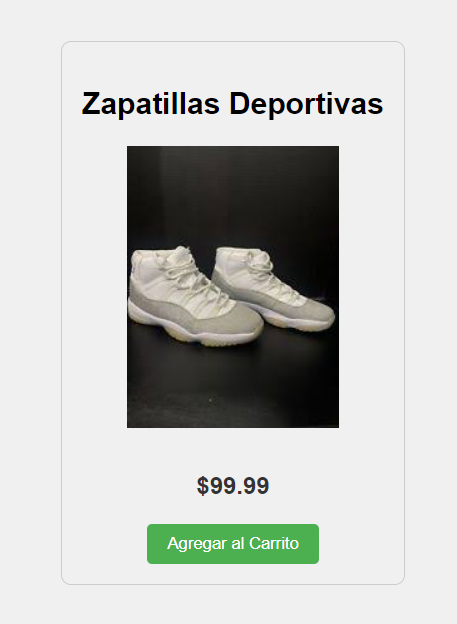 Zapatillas Deportivas
$99.99
Agregar al Carrito